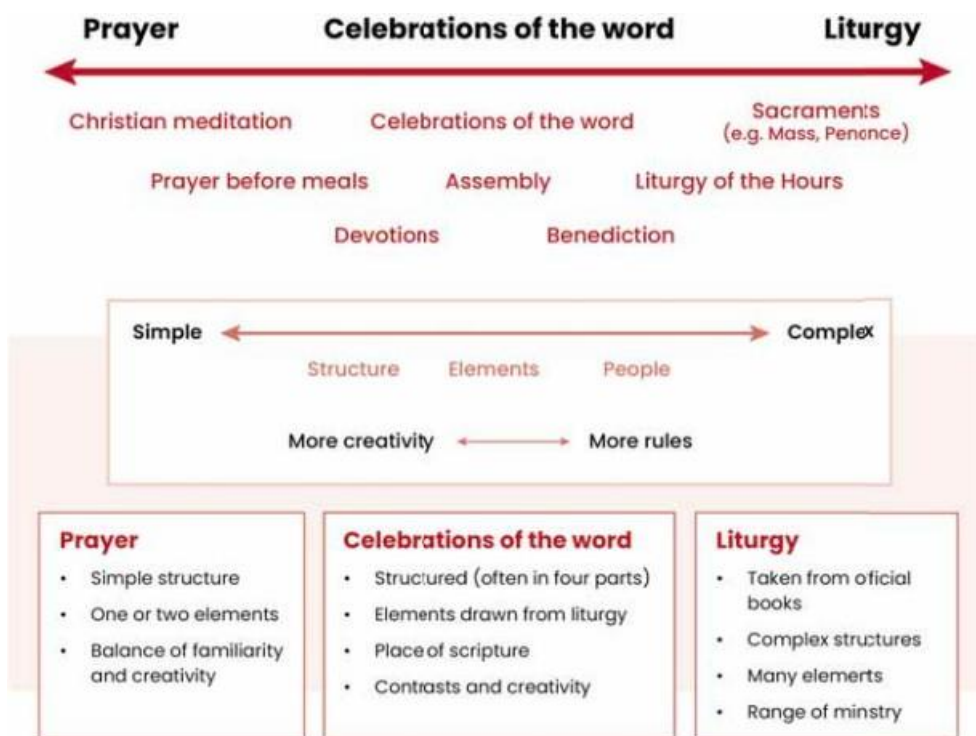 Prayer Celebrations of the word Liturgy
Christian meditation Celebrations of the word Sacraments
(e.g. Mass, Penonce)
Prayer before meals Assembly Liturgy of the Hours
Devotions Benediction
Simple Complex
Structure Elements People
More creativity More rules
Prayer
• Simple structure
• One or two elements
• Balance of familiarity
and creativity
Celebrations of the word
• Structured (often in four parts)
• Elements drawn from liturgy
• Place of scripture
• Contrasts and creativity
Liturgy
• Taken from oficial
books
• Complex structures
• Many elements
• Range of minstry